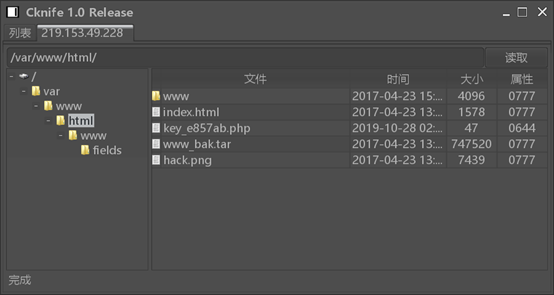 Cknife 1.0 Release
列表 219.153.49.228
/var/www/html/ 读取
/
var
www
html
www
fields
文件 时间 大小 属性
www 2017-04-23 15:... 4096 0777
index.html 2017-04-23 13:... 1578 0777
key_e857ab.php 2019-10-28 02:... 47 0644
www_bak.tar 2017-04-23 13:... 747520 0777
hack.png 2017-04-23 13:... 7439 0777
完成